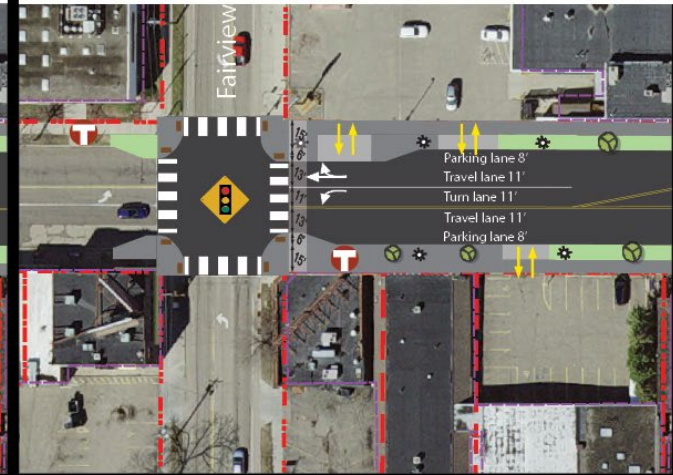 Fairview
15'
6'
13'
11'
13'
6'
15'
Parking lane 8'
Travel lane 11'
Turn lane 11'
Travel lane 11'
Parking lane 8'
T
T